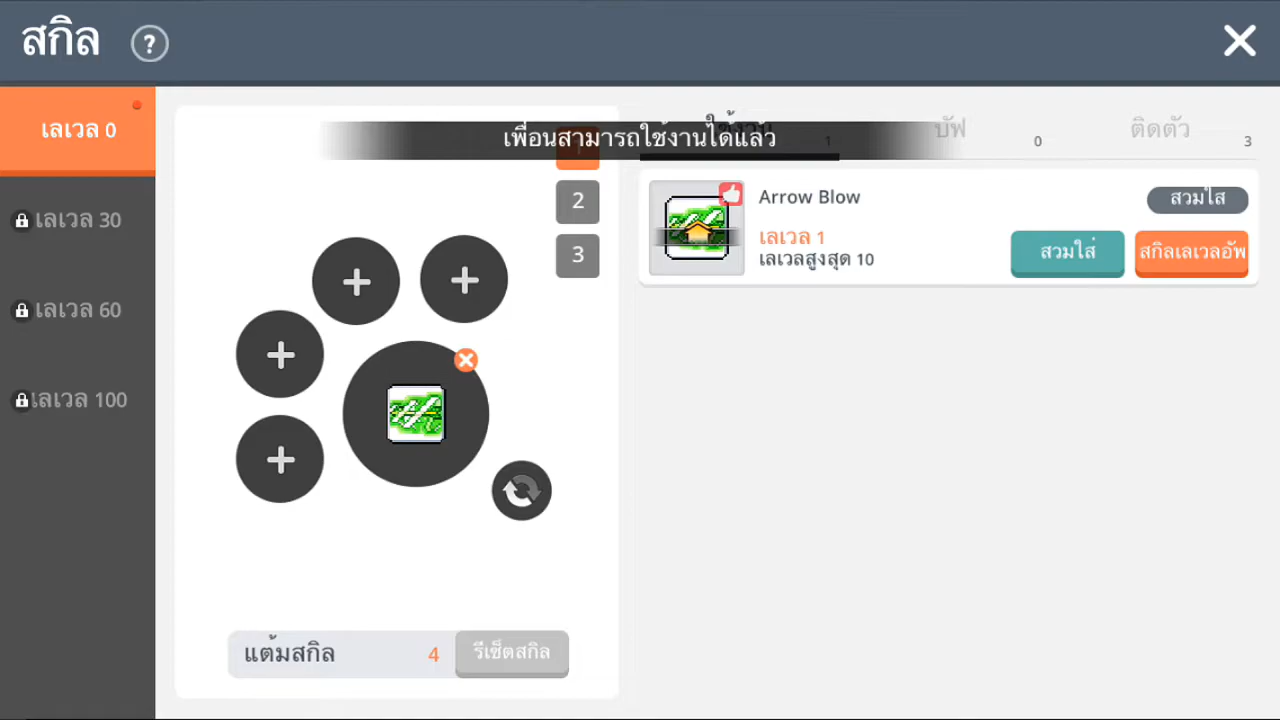 สกิล ?
เลเวล 0
เลเวล 30
เลเวล 60
เลเวล 100
เพื่อนสามารถใช้งานได้แล้ว
2
3
แต้มสกิล 4
รีเซ็ตสกิล
1
บัฟ 0
ติดตัว 3
Arrow Blow
สวมใส่
เลเวล 1
เลเวลสูงสุด 10
สวมใส่
สกิลเลเวลอัพ